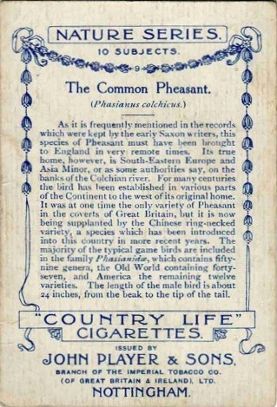 NATURE SERIES.
10 SUBJECTS.
9
The Common Pheasant.
(Phasianus colchicus.)
As it is frequently mentioned in the records
which were kept by the early Saxon writers, this
species of Pheasant must have been brought
to England in very remote times. Its true
home, however, is South-Eastern Europe and
Asia Minor, or as some authorities say, on the
banks of the Colchian river. For many centuries
the bird has been established in various parts
of the Continent to the west of its original home.
It was at one time the only variety of Pheasant
in the coverts of Great Britain, but it is now
being supplanted by the Chinese ring-necked
variety, a species which has been introduced
into this country in more recent years. The
majority of the typical game birds are included
in the family Phasianidæ, which contains fifty-
nine genera, the Old World containing forty-
seven, and America the remaining twelve
varieties. The length of the male bird is about
24 inches, from the beak to the tip of the tail.
"COUNTRY LIFE"
CIGARETTES
ISSUED BY
JOHN PLAYER & SONS,
BRANCH OF THE IMPERIAL TOBACCO CO.
(OF GREAT BRITAIN & IRELAND), LTD.
NOTTINGHAM.